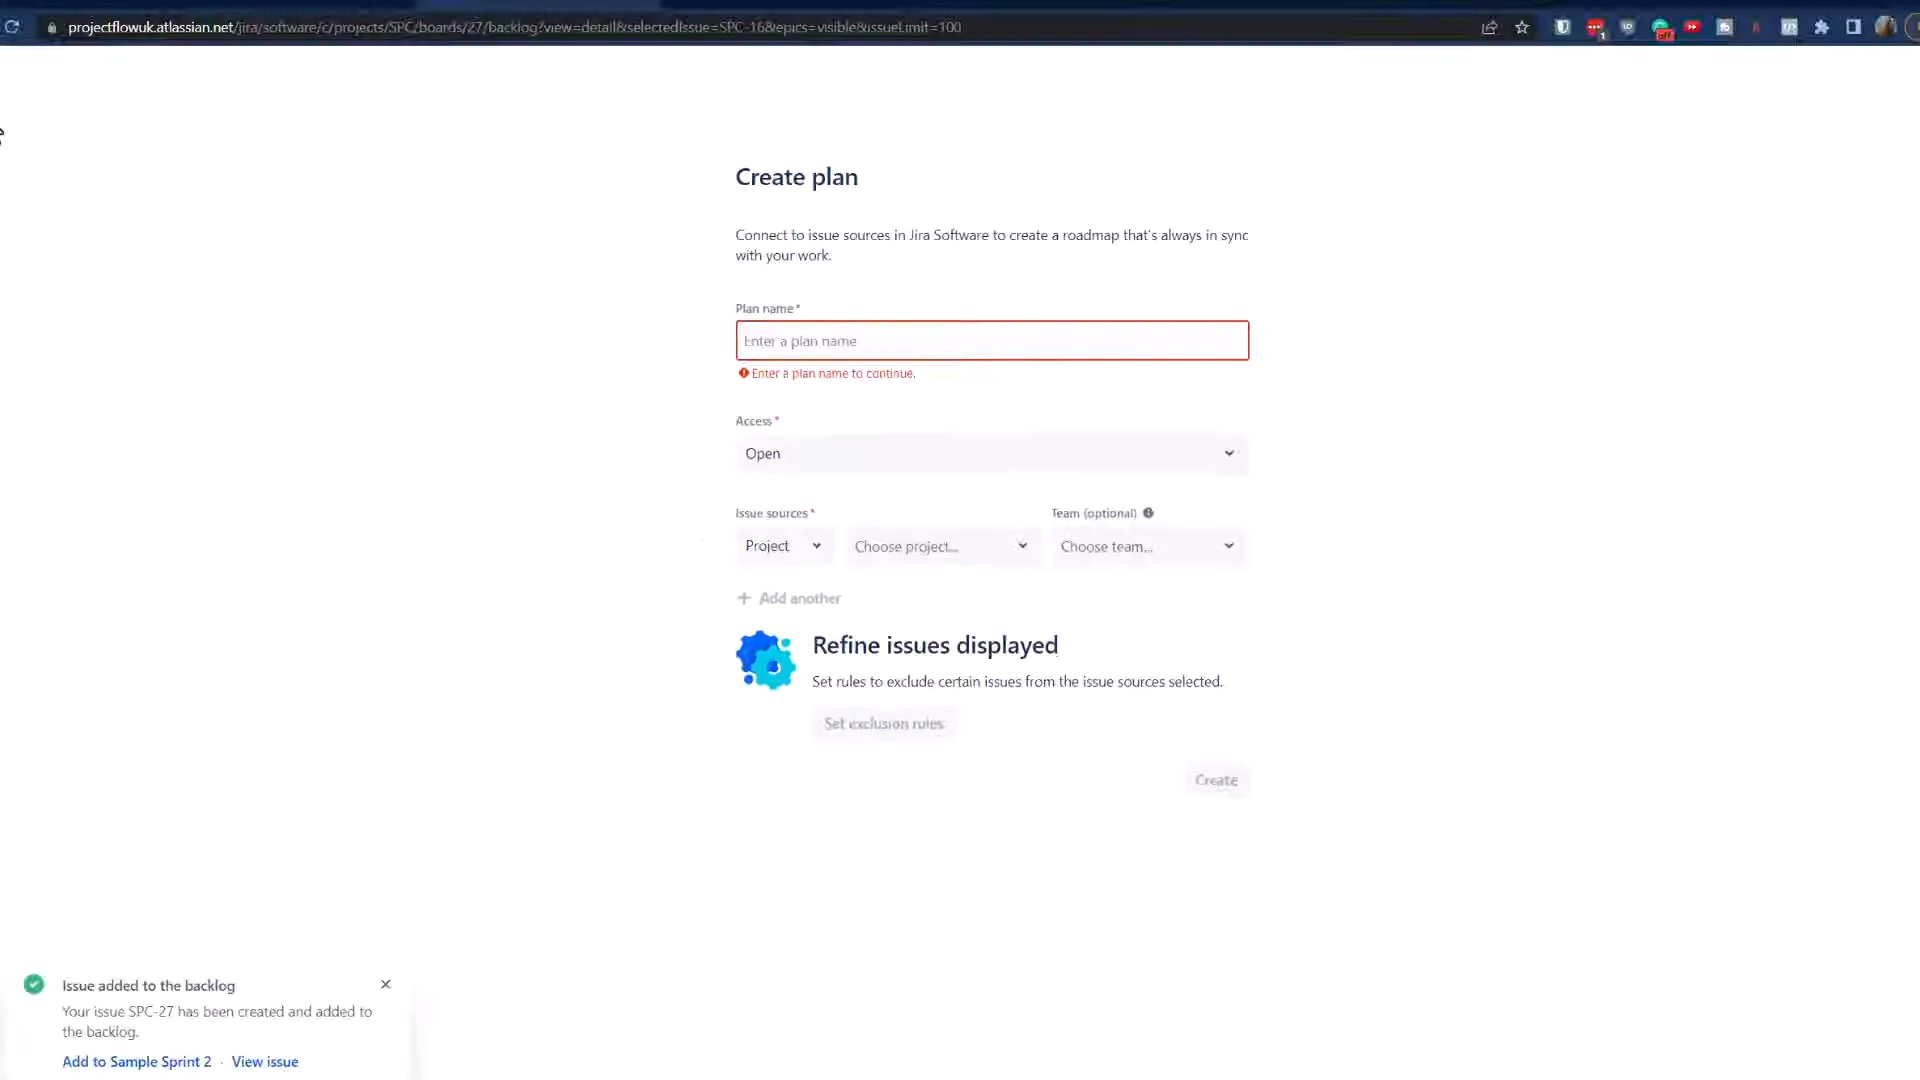 projectflowuk.atlassian.net/jira/software/c/projects/SPC/boards/27/backlog?view=detail&selectedIssue=SPC-16&epics=visible&issueLimit=100
off
1
Create plan
Connect to issue sources in Jira Software to create a roadmap that's always in sync
with your work.
Plan name*
Enter a plan name
Enter a plan name to continue.
Access*
Open
Issue sources*
Team (optional)
Project
Choose project...
Choose team...
+ Add another
Refine issues displayed
Set rules to exclude certain issues from the issue sources selected.
Set exclusion rules
Create
Issue added to the backlog
Your issue SPC-27 has been created and added to
the backlog.
Add to Sample Sprint 2 · View issue